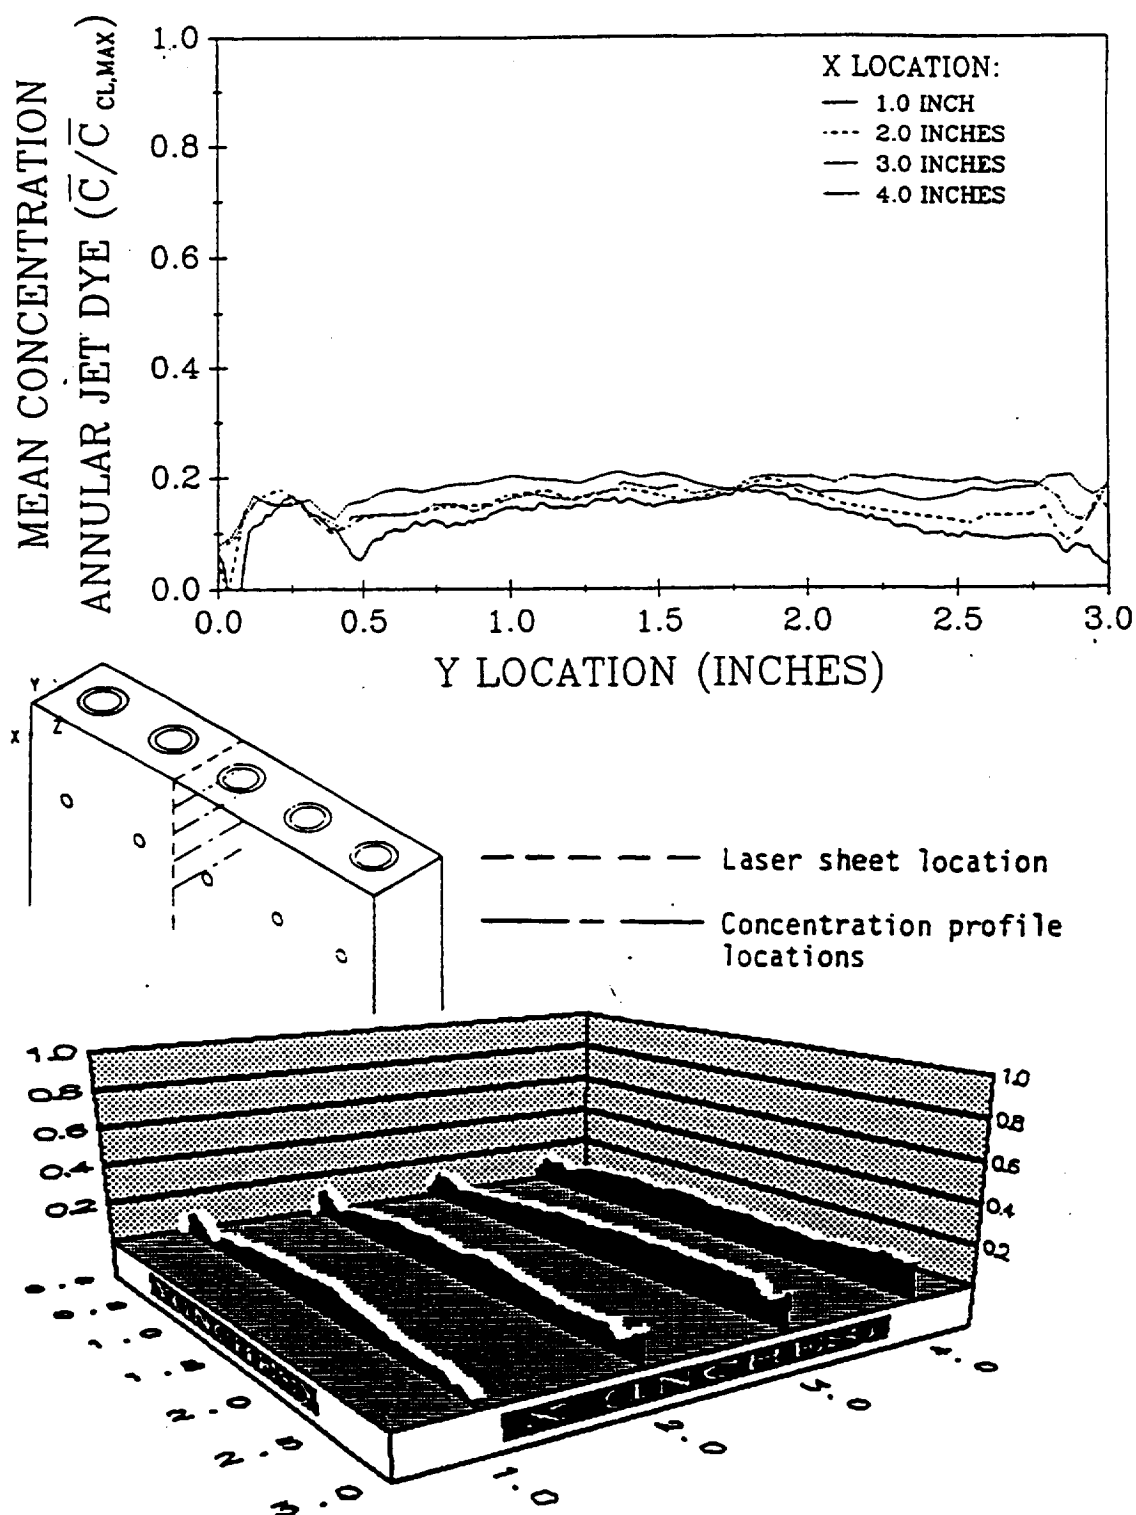 MEAN CONCENTRATION
ANNULAR JET DYE (C̅/C̅ CL,MAX)
1.0
0.8
0.6
0.4
0.2
0.0
X LOCATION:
1.0 INCH
2.0 INCHES
3.0 INCHES
4.0 INCHES
0.0 0.5 1.0 1.5 2.0 2.5 3.0
Y LOCATION (INCHES)
Y
X
Z
Laser sheet location
Concentration profile
locations
1.0
0.8
0.6
0.4
0.2
1.0
0.8
0.6
0.4
0.2
1.0
2.0
2.5
3.0
X (INCHES)
1.0
2.0
3.0
4.0